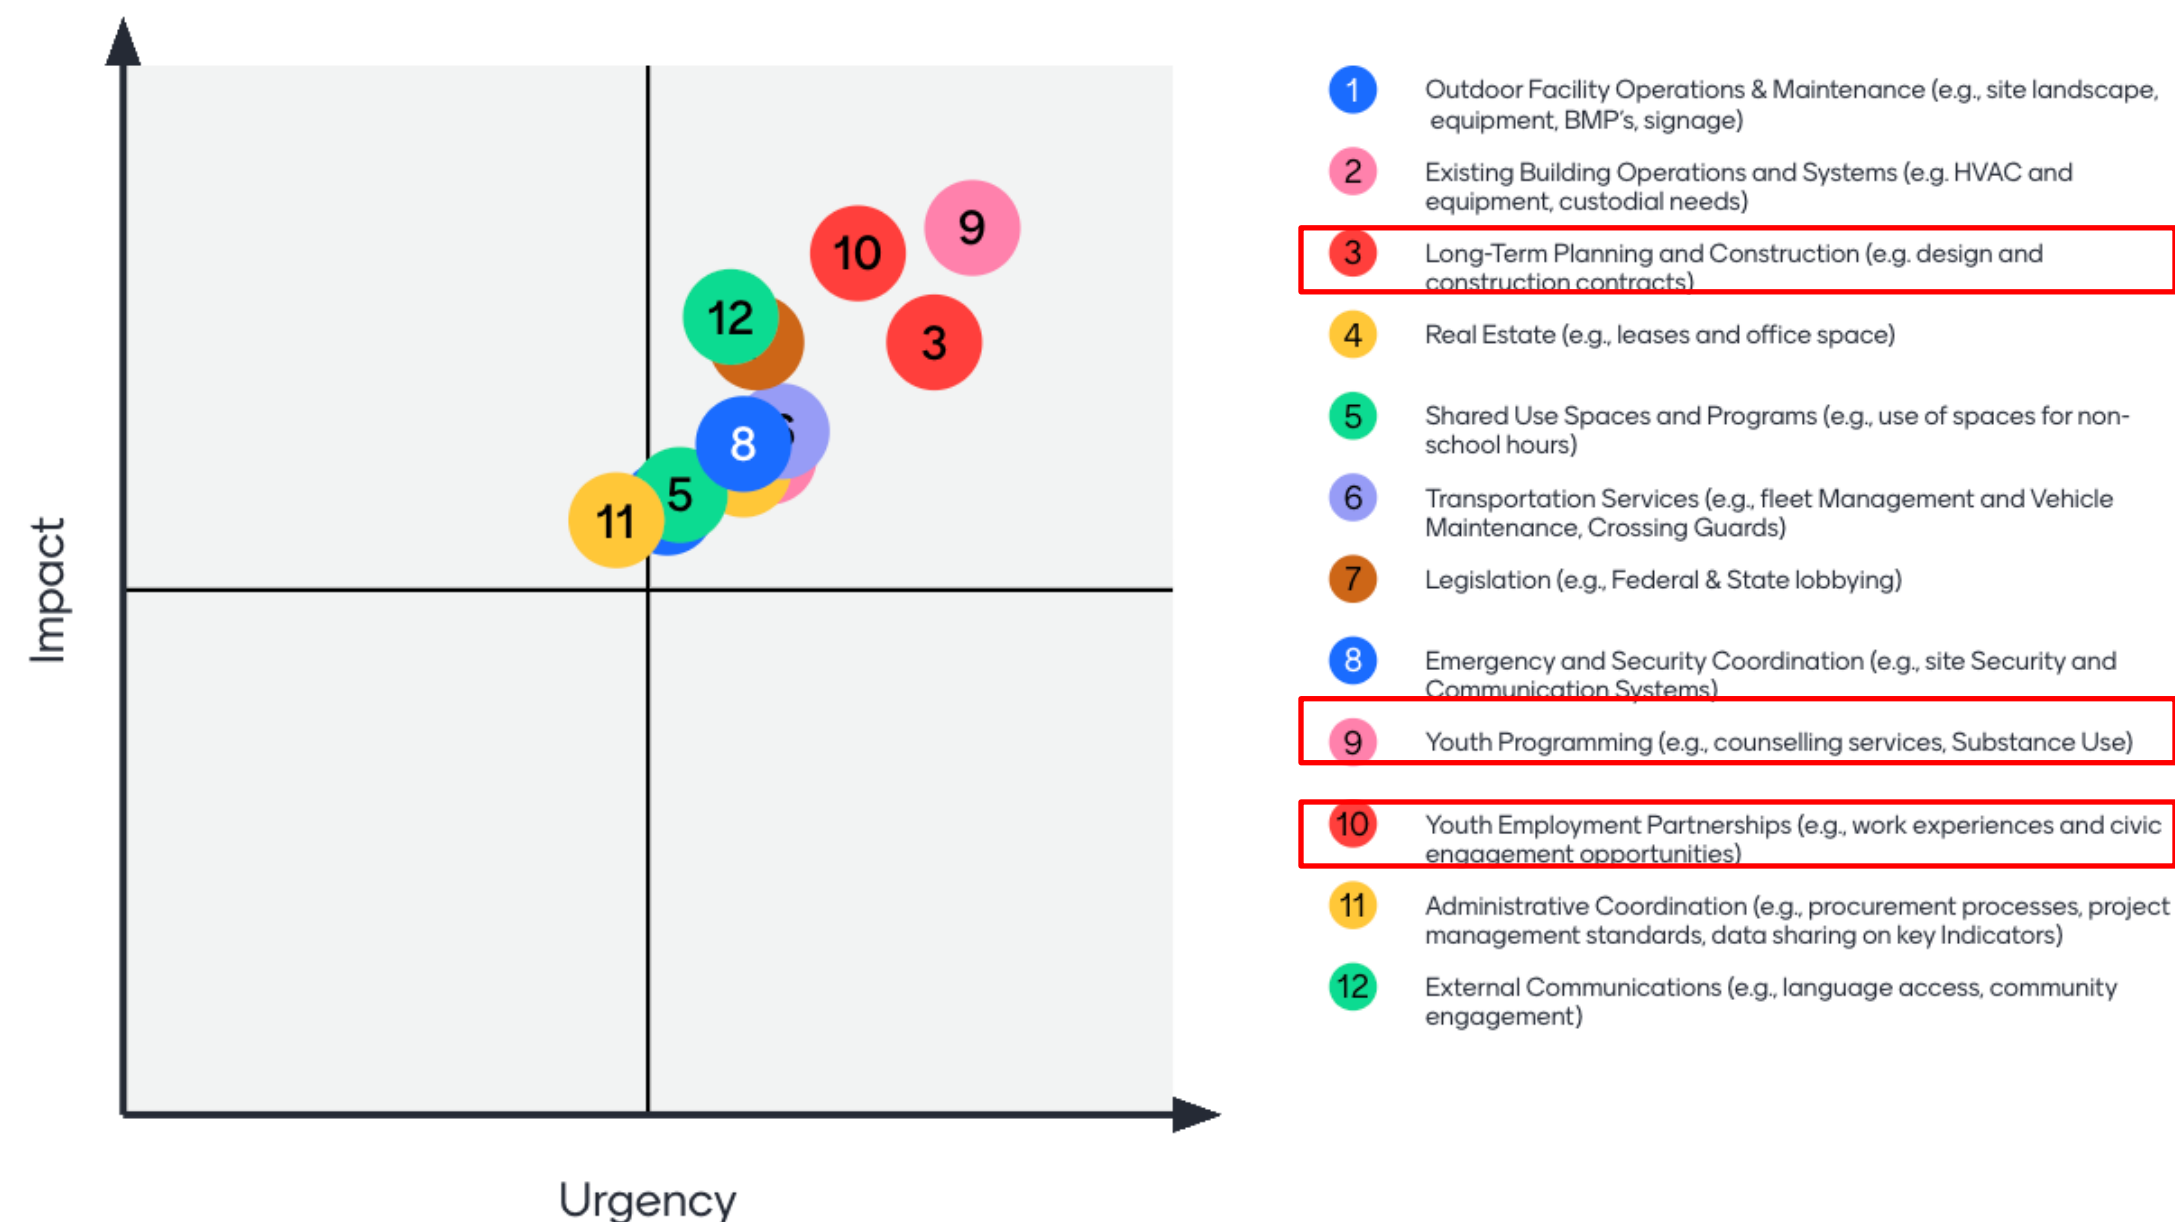 Impact
Urgency
9
10
12
3
6
8
5
11
1
Outdoor Facility Operations & Maintenance (e.g., site landscape,
equipment, BMP's, signage)
2
Existing Building Operations and Systems (e.g. HVAC and
equipment, custodial needs)
3
Long-Term Planning and Construction (e.g. design and
construction contracts)
4
Real Estate (e.g., leases and office space)
5
Shared Use Spaces and Programs (e.g., use of spaces for non-
school hours)
6
Transportation Services (e.g., fleet Management and Vehicle
Maintenance, Crossing Guards)
7
Legislation (e.g., Federal & State lobbying)
8
Emergency and Security Coordination (e.g., site Security and
Communication Systems)
9
Youth Programming (e.g., counselling services, Substance Use)
10
Youth Employment Partnerships (e.g., work experiences and civic
engagement opportunities)
11
Administrative Coordination (e.g., procurement processes, project
management standards, data sharing on key Indicators)
12
External Communications (e.g., language access, community
engagement)